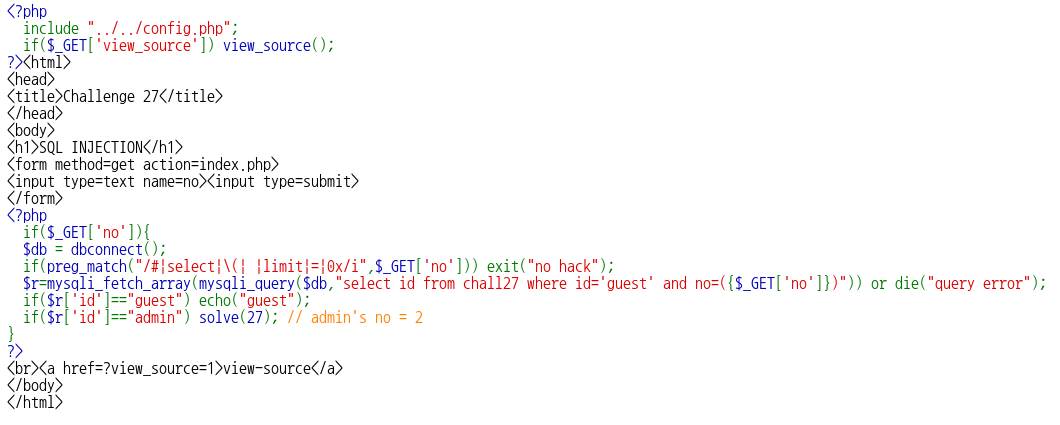 <?php
include "../../config.php";
if($_GET['view_source']) view_source();
?><html>
<head>
<title>Challenge 27</title>
</head>
<body>
<h1>SQL INJECTION</h1>
<form method=get action=index.php>
<input type=text name=no><input type=submit>
</form>
<?php
if($_GET['no']){
$db = dbconnect();
if(preg_match("/#|select|\(| |limit|=|0x/i",$_GET['no'])) exit("no hack");
$r=mysqli_fetch_array(mysqli_query($db,"select id from chall27 where id='guest' and no=({$_GET['no']})")) or die("query error");
if($r['id']=="guest") echo("guest");
if($r['id']=="admin") solve(27); // admin's no = 2
}
?>
<br><a href=?view_source=1>view-source</a>
</body>
</html>